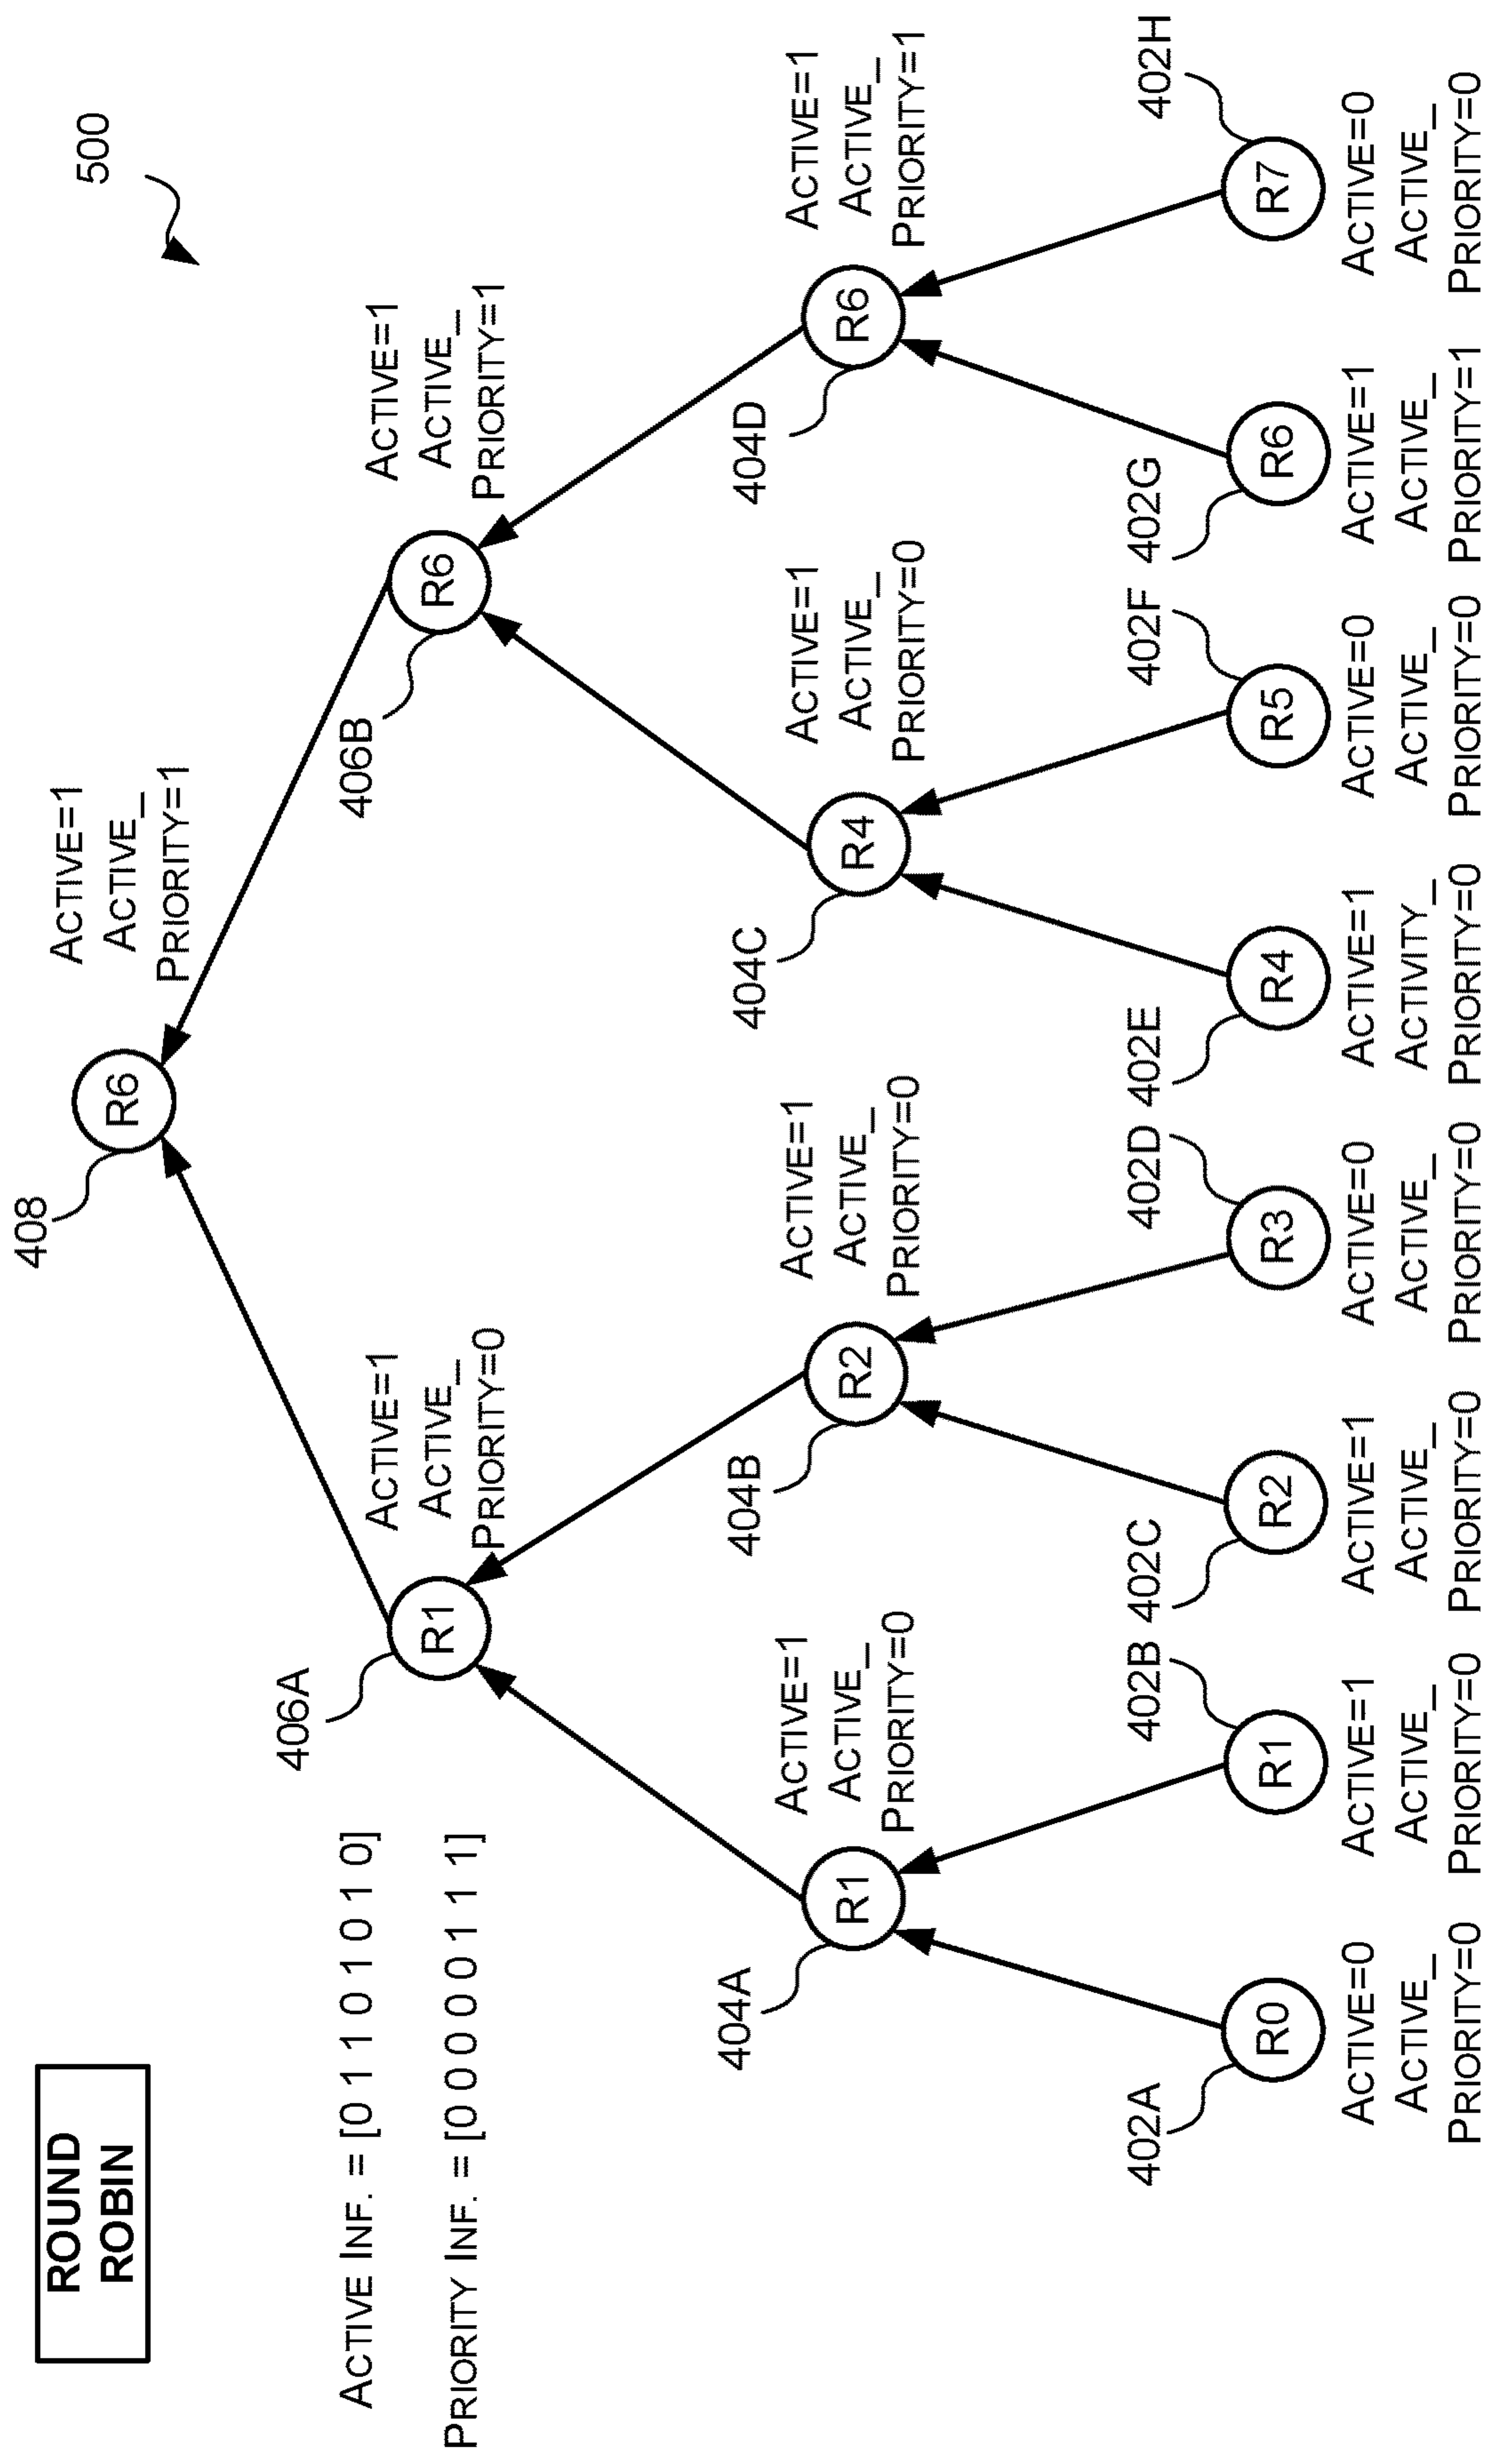 ROUND
ROBIN
500
ACTIVE INF. = [0 1 1 0 1 0 1 0]
PRIORITY INF. = [0 0 0 0 0 1 1 1]
408
R6
ACTIVE=1
ACTIVE_
PRIORITY=1
406A
R1
ACTIVE=1
ACTIVE_
PRIORITY=0
406B
R6
ACTIVE=1
ACTIVE_
PRIORITY=1
404A
R1
ACTIVE=1
ACTIVE_
PRIORITY=0
404B
R2
ACTIVE=1
ACTIVE_
PRIORITY=0
404C
R4
ACTIVE=1
ACTIVE_
PRIORITY=0
404D
R6
ACTIVE=1
ACTIVE_
PRIORITY=1
402A
R0
ACTIVE=0
ACTIVE_
PRIORITY=0
402B
R1
ACTIVE=1
ACTIVE_
PRIORITY=0
402C
R2
ACTIVE=1
ACTIVE_
PRIORITY=0
402D
R3
ACTIVE=0
ACTIVE_
PRIORITY=0
402E
R4
ACTIVE=1
ACTIVITY_
PRIORITY=0
402F
R5
ACTIVE=0
ACTIVE_
PRIORITY=0
402G
R6
ACTIVE=1
ACTIVE_
PRIORITY=1
402H
R7
ACTIVE=0
ACTIVE_
PRIORITY=0